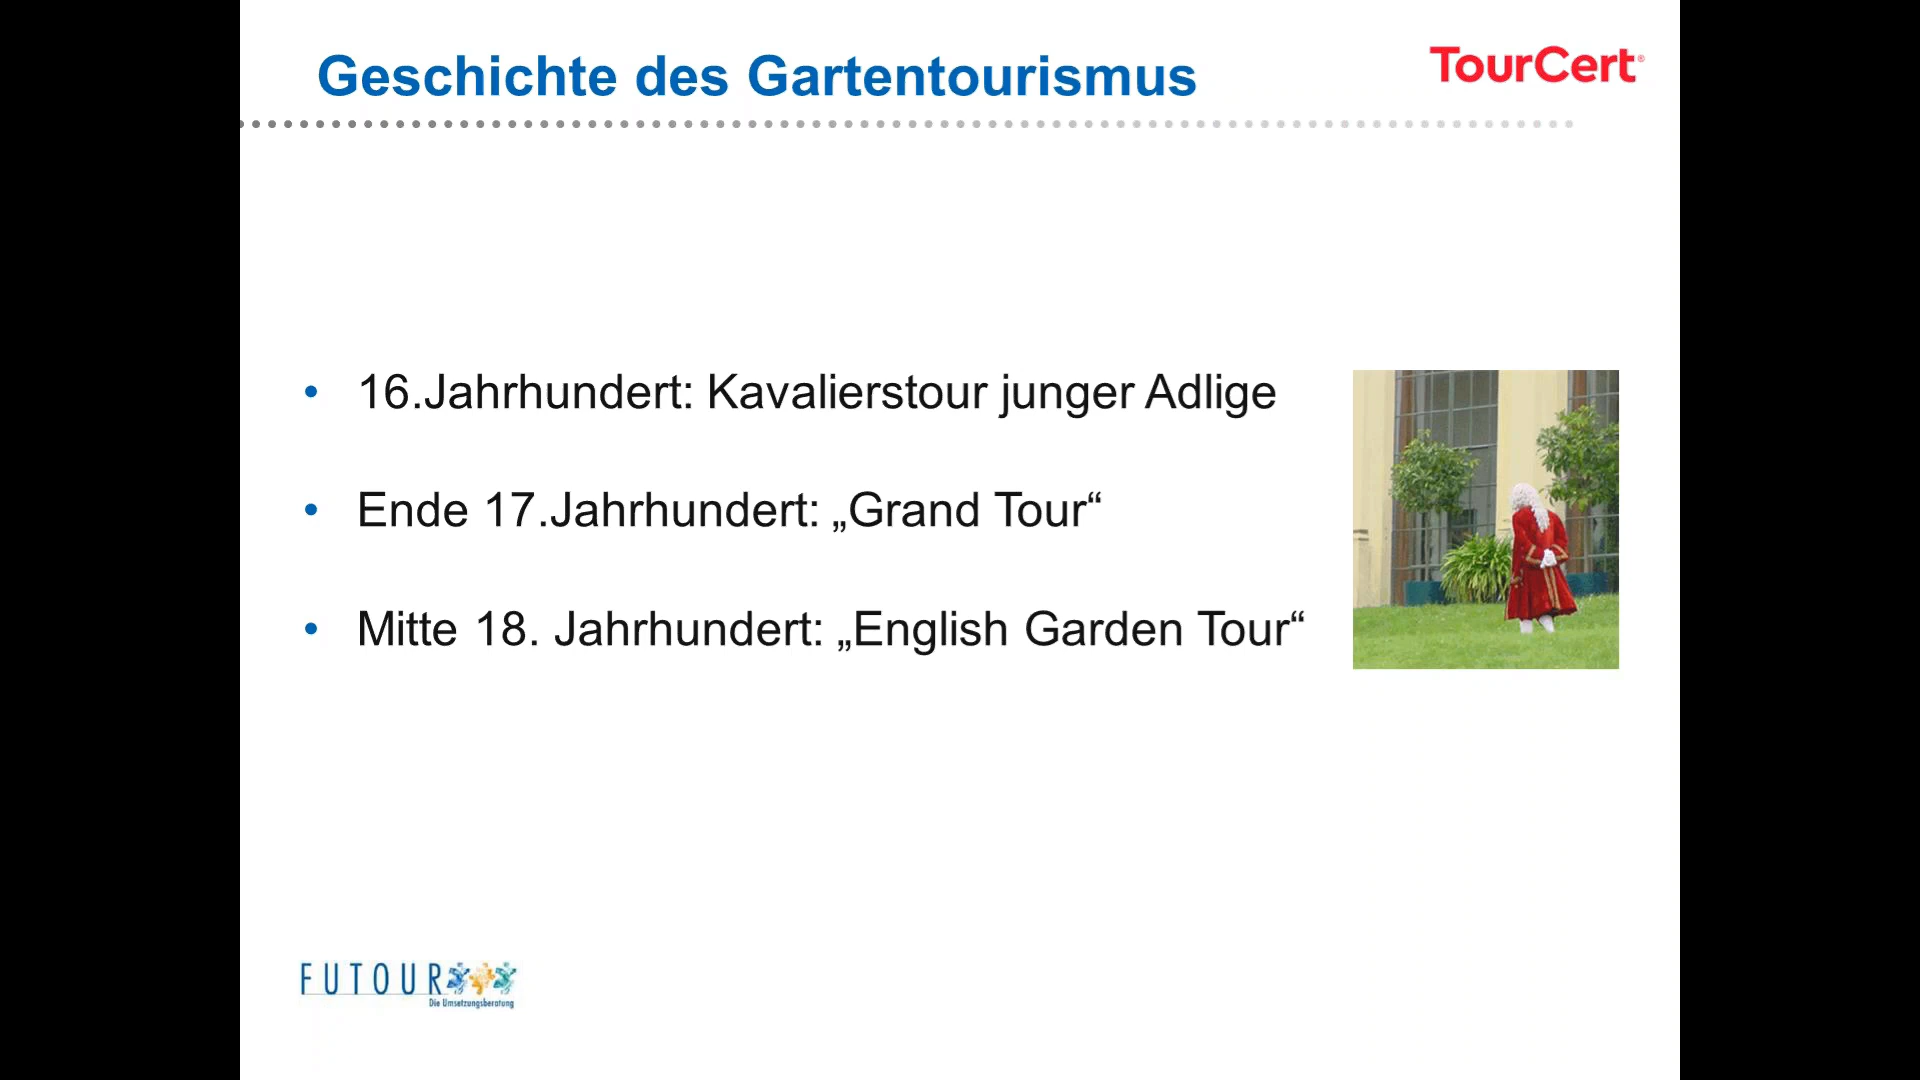 Geschichte des Gartentourismus
TourCert®
• 16.Jahrhundert: Kavalierstour junger Adlige
• Ende 17.Jahrhundert: „Grand Tour“
• Mitte 18. Jahrhundert: „English Garden Tour“
FUTOUR
Die Umsetzungsberatung